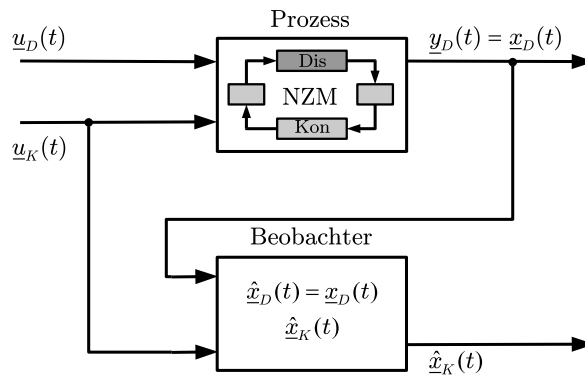 Prozess
u_D(t)
y_D(t) = x_D(t)
Dis
NZM
Kon
u_K(t)
Beobachter
x̂_D(t) = x_D(t)
x̂_K(t)
x̂_K(t)